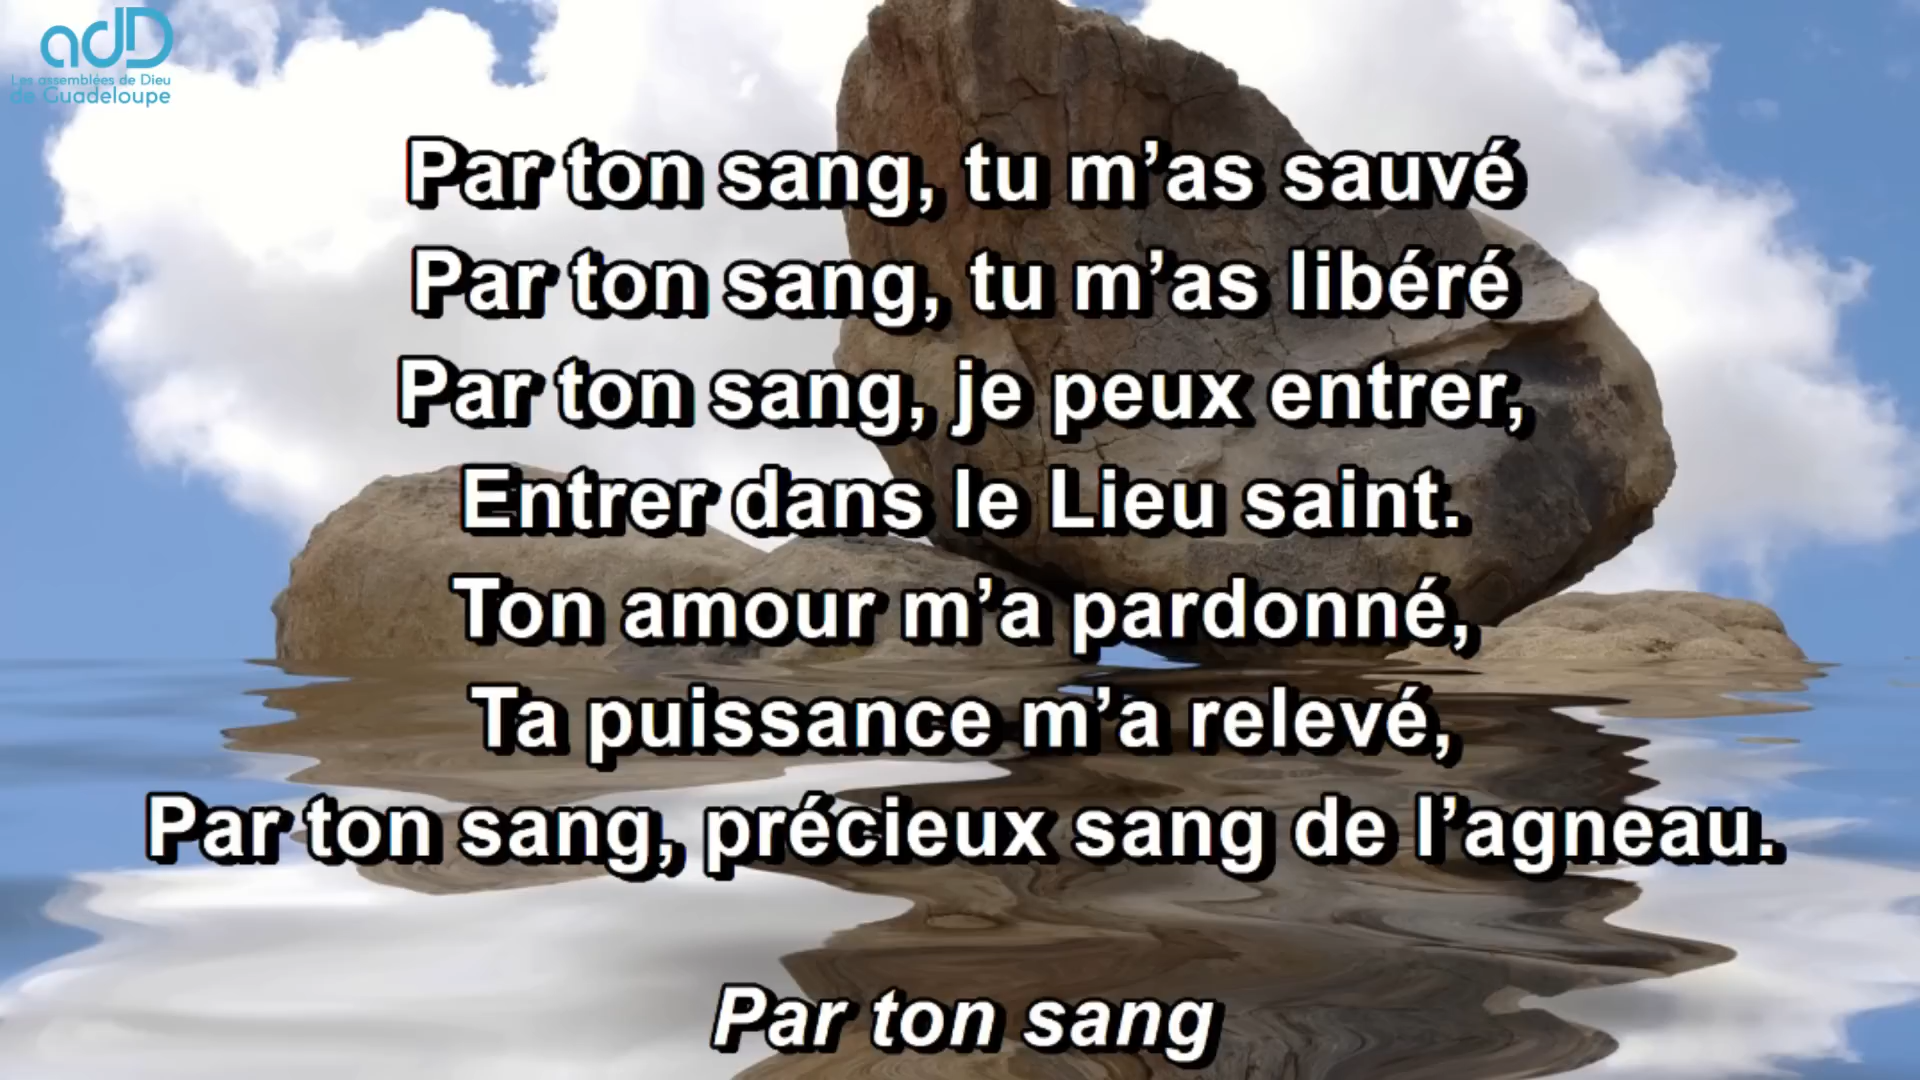 adD
Les assemblées de Dieu
de Guadeloupe
Par ton sang, tu m’as sauvé
Par ton sang, tu m’as libéré
Par ton sang, je peux entrer,
Entrer dans le Lieu saint.
Ton amour m’a pardonné,
Ta puissance m’a relevé,
Par ton sang, précieux sang de l’agneau.
Par ton sang